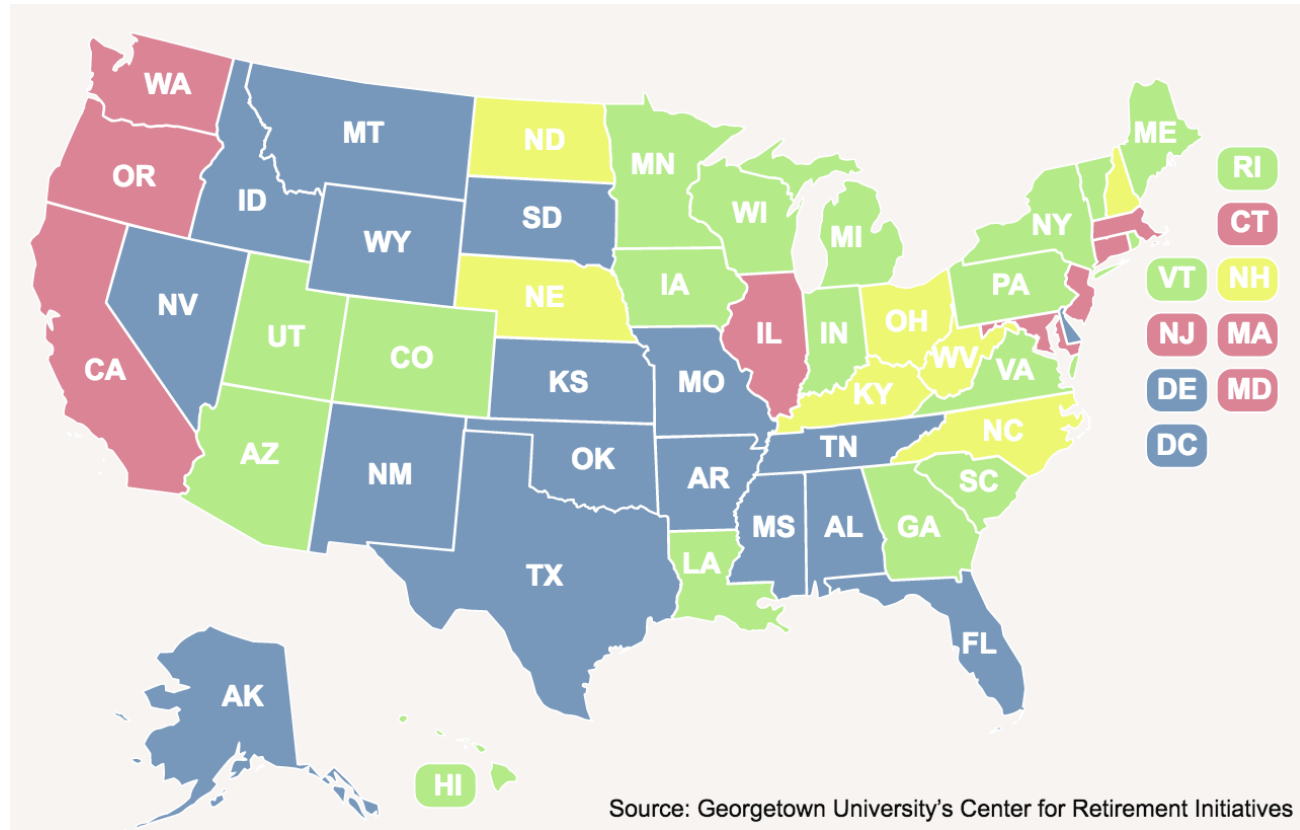 WA
ME
MT
ND
MN
OR
RI
ID
SD
WI
NY
CT
WY
MI
VT
NH
IA
PA
NE
NV
OH
UT
IL
IN
NJ
MA
CO
WV
CA
VA
KS
MO
KY
DE
MD
NC
TN
DC
AZ
OK
NM
AR
SC
MS
AL
GA
LA
TX
FL
AK
HI
Source: Georgetown University's Center for Retirement Initiatives